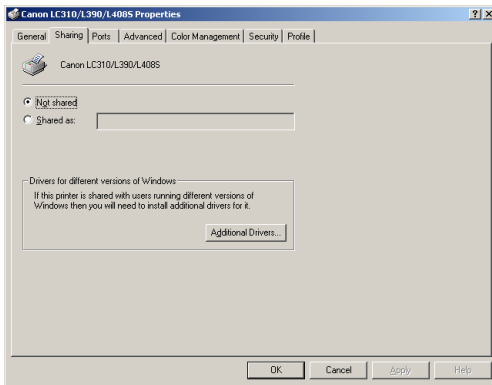 Canon LC310/L390/L408S Properties
General Sharing Ports Advanced Color Management Security Profile
Canon LC310/L390/L408S
Not shared
Shared as:
Drivers for different versions of Windows
If this printer is shared with users running different versions of
Windows then you will need to install additional drivers for it.
Additional Drivers...
OK Cancel Apply Help